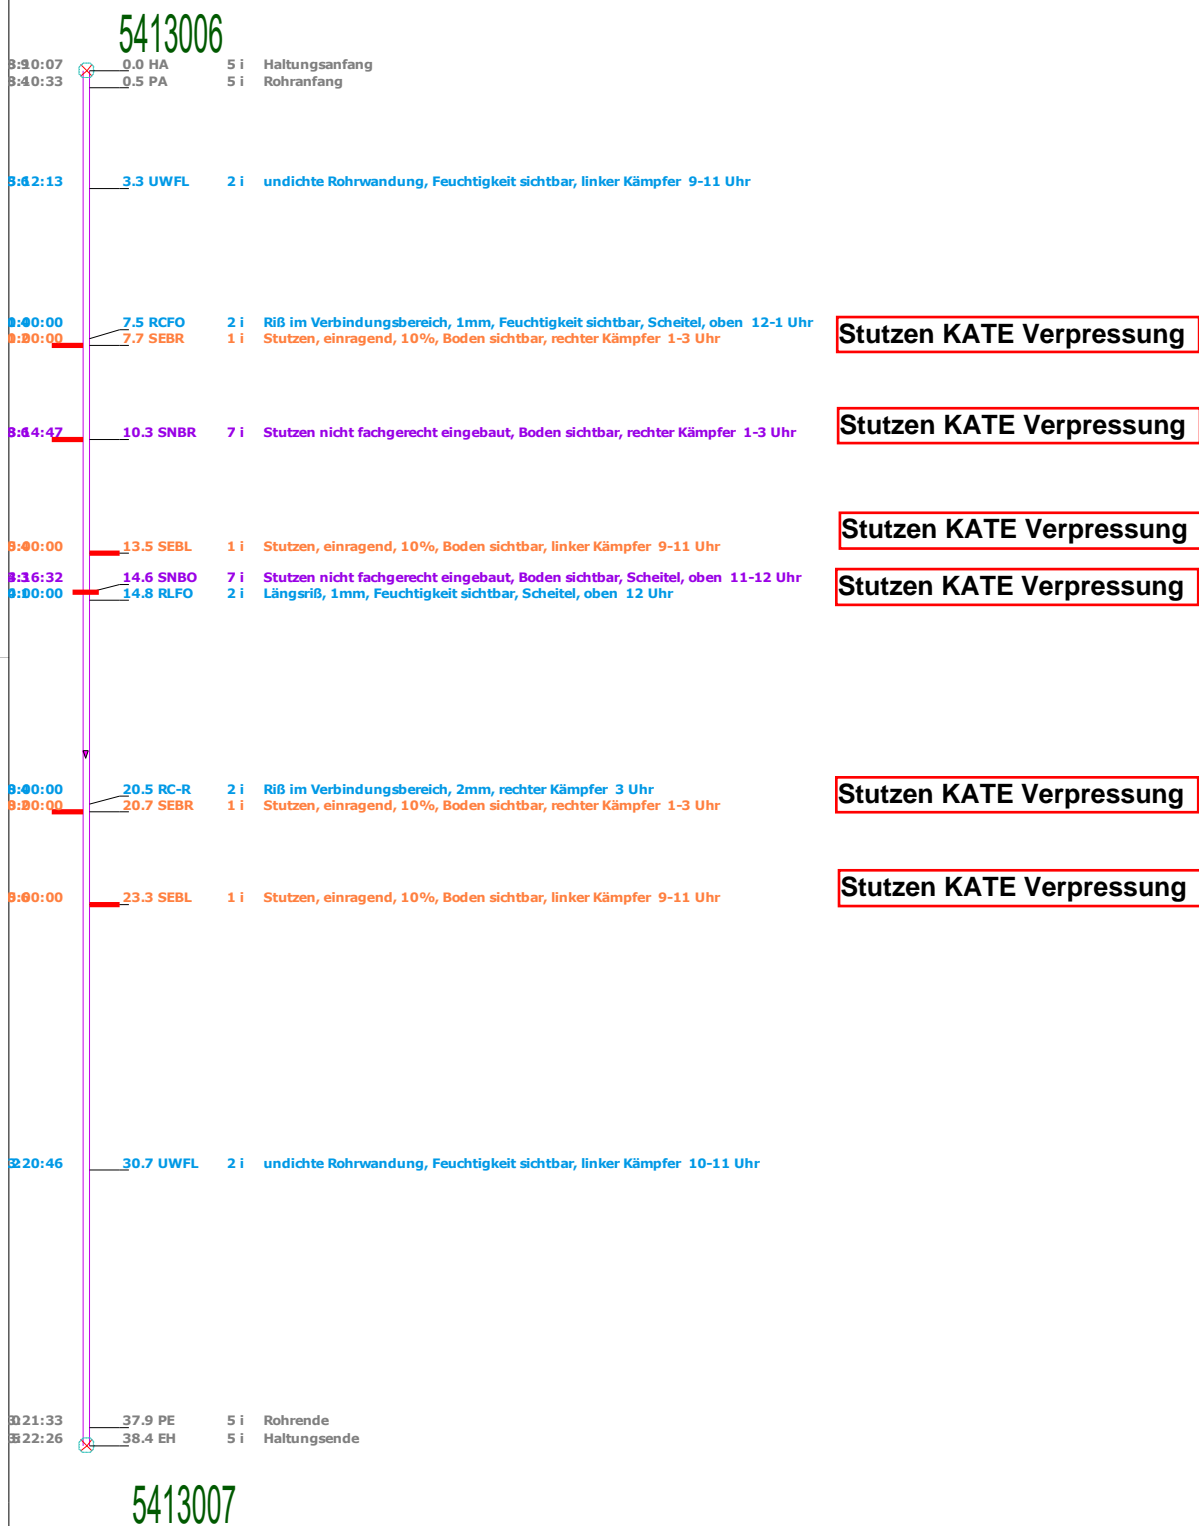 5413006
0.0 HA 5 i Haltungsanfang
0.5 PA 5 i Rohranfang
3.3 UWFL 2 i undichte Rohrwandung, Feuchtigkeit sichtbar, linker Kämpfer 9-11 Uhr
7.5 RCFO 2 i Riß im Verbindungsbereich, 1mm, Feuchtigkeit sichtbar, Scheitel, oben 12-1 Uhr
7.7 SEBR 1 i Stutzen, einragend, 10%, Boden sichtbar, rechter Kämpfer 1-3 Uhr
Stutzen KATE Verpressung
10.3 SNBR 7 i Stutzen nicht fachgerecht eingebaut, Boden sichtbar, rechter Kämpfer 1-3 Uhr
Stutzen KATE Verpressung
13.5 SEBL 1 i Stutzen, einragend, 10%, Boden sichtbar, linker Kämpfer 9-11 Uhr
Stutzen KATE Verpressung
14.6 SNBO 7 i Stutzen nicht fachgerecht eingebaut, Boden sichtbar, Scheitel, oben 11-12 Uhr
14.8 RLFO 2 i Längsriß, 1mm, Feuchtigkeit sichtbar, Scheitel, oben 12 Uhr
Stutzen KATE Verpressung
20.5 RC-R 2 i Riß im Verbindungsbereich, 2mm, rechter Kämpfer 3 Uhr
20.7 SEBR 1 i Stutzen, einragend, 10%, Boden sichtbar, rechter Kämpfer 1-3 Uhr
Stutzen KATE Verpressung
23.3 SEBL 1 i Stutzen, einragend, 10%, Boden sichtbar, linker Kämpfer 9-11 Uhr
Stutzen KATE Verpressung
30.7 UWFL 2 i undichte Rohrwandung, Feuchtigkeit sichtbar, linker Kämpfer 10-11 Uhr
37.9 PE 5 i Rohrende
38.4 EH 5 i Haltungsende
5413007